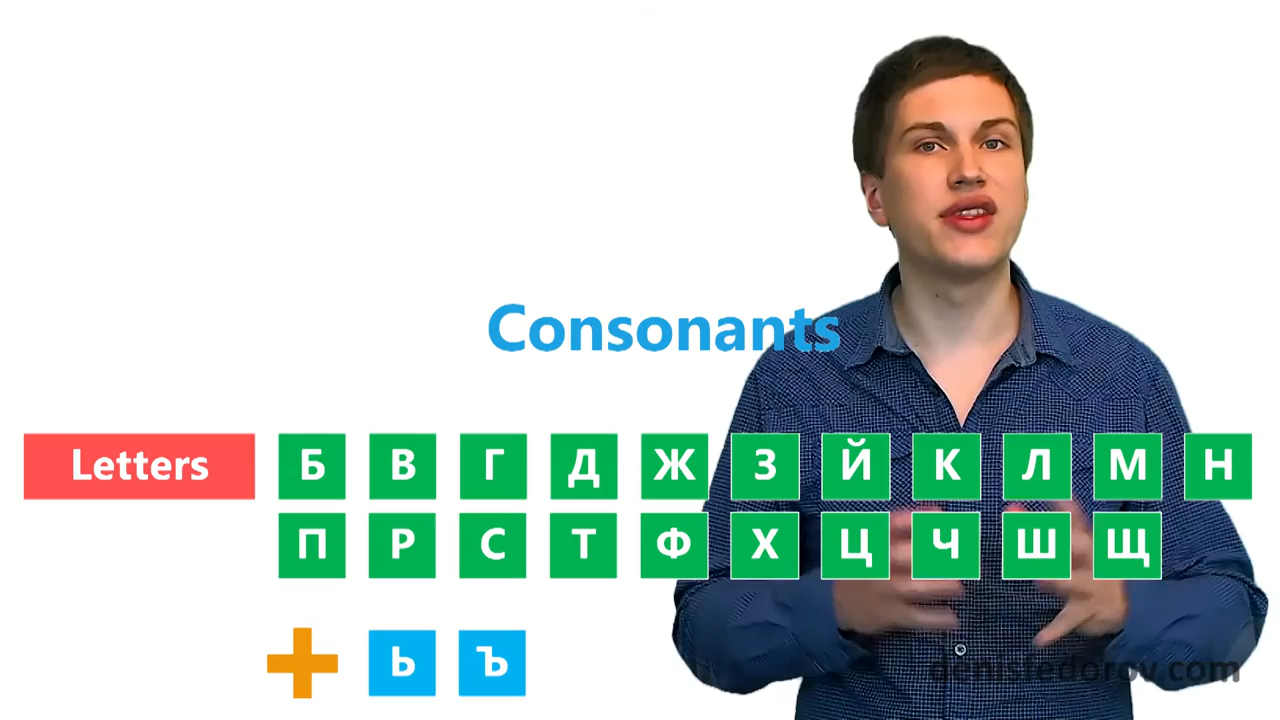 Consonants
Letters Б В Г Д Ж З Й К Л М Н
П Р С Т Ф Х Ц Ч Ш Щ
+ Ь Ъ
denisfedorov.com